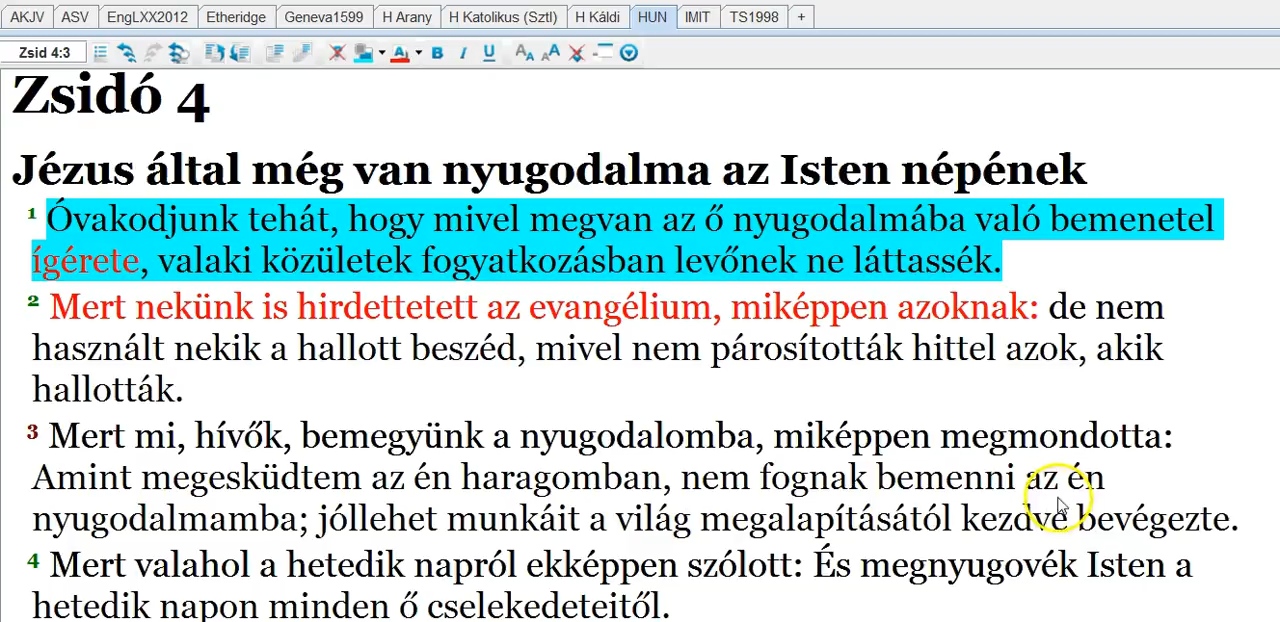 AKJV ASV EngLXX2012 Etheridge Geneva1599 H Arany H Katolikus (Sztl) H Káldi HUN IMIT TS1998 +
Zsid 4:3
Zsidó 4
Jézus által még van nyugodalma az Isten népének
1 Óvakodjunk tehát, hogy mivel megvan az ő nyugodalmába való bemenetel
ígérete, valaki közületek fogyatkozásban levőnek ne láttassék.
2 Mert nekünk is hirdettetett az evangélium, miképpen azoknak: de nem
használt nekik a hallott beszéd, mivel nem párosították hittel azok, akik
hallották.
3 Mert mi, hívők, bemegyünk a nyugodalomba, miképpen megmondotta:
Amint megesküdtem az én haragomban, nem fognak bemenni az én
nyugodalmamba; jóllehet munkáit a világ megalapításától kezdve bevégezte.
4 Mert valahol a hetedik napról ekképpen szólott: És megnyugovék Isten a
hetedik napon minden ő cselekedeteitől.